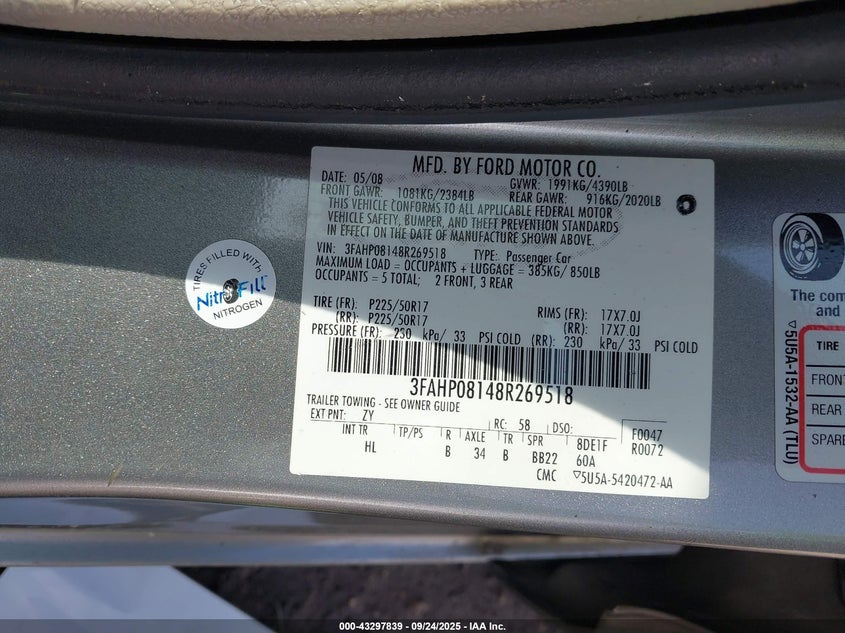 MFD. BY FORD MOTOR CO.
DATE: 05/08 GVWR: 1991KG/4390LB
FRONT GAWR: 1081KG/2384LB REAR GAWR: 916KG/2020LB
THIS VEHICLE CONFORMS TO ALL APPLICABLE FEDERAL MOTOR
VEHICLE SAFETY, BUMPER, AND THEFT PREVENTION STANDARDS
IN EFFECT ON THE DATE OF MANUFACTURE SHOWN ABOVE.
VIN: 3FAHP08148R269518 TYPE: Passenger Car
MAXIMUM LOAD = OCCUPANTS + LUGGAGE = 385KG/ 850LB
OCCUPANTS = 5 TOTAL; 2 FRONT, 3 REAR
TIRE (FR): P225/50R17 RIMS (FR): 17X7.0J
(RR): P225/50R17 (RR): 17X7.0J
PRESSURE (FR): 230 kPa/ 33 PSI COLD (RR): 230 kPa/ 33 PSI COLD
3FAHP08148R269518
TRAILER TOWING - SEE OWNER GUIDE
EXT PNT: ZY RC: 58 DSO: F0047
INT TR TP/PS R AXLE TR SPR 8DE1F R0072
HL B 34 B BB22 60A
CMC ▽5U5A-5420472-AA
TIRES FILLED WITH
NitroFill
NITROGEN
The com
and
TIRE
FRONT
REAR
SPARE
▽5U5A-1532-AA (TLU)
000-43297839 - 09/24/2025 - IAA Inc.